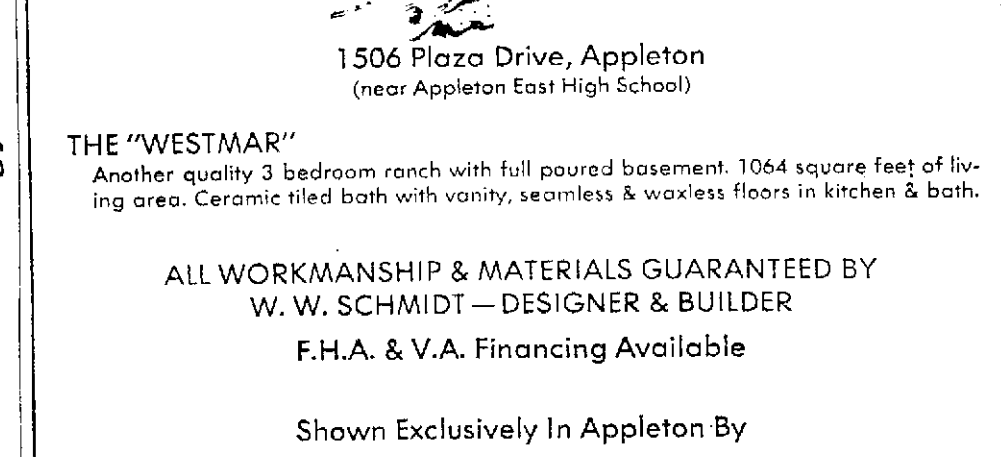 1506 Plaza Drive, Appleton
(near Appleton East High School)
THE "WESTMAR"
Another quality 3 bedroom ranch with full poured basement. 1064 square feet of liv-
ing area. Ceramic tiled bath with vanity, seamless & waxless floors in kitchen & bath.
ALL WORKMANSHIP & MATERIALS GUARANTEED BY
W. W. SCHMIDT — DESIGNER & BUILDER
F.H.A. & V.A. Financing Available
Shown Exclusively In Appleton By